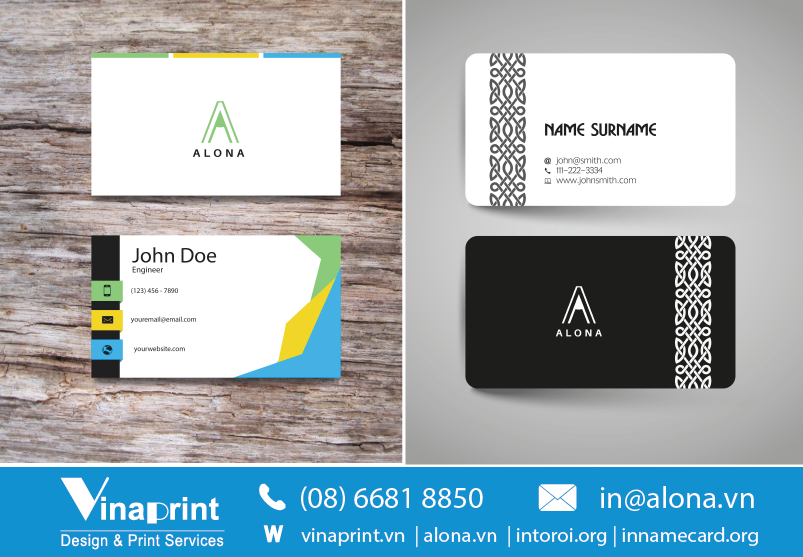 ALONA
John Doe
Engineer
(123) 456 - 7890
youremail@email.com
yourwebsite.com
NAME SURNAME
john@smith.com
111-222-3334
www.johnsmith.com
ALONA
Vinaprint
Design & Print Services
(08) 6681 8850
in@alona.vn
W vinaprint.vn | alona.vn | intoroi.org | innamecard.org